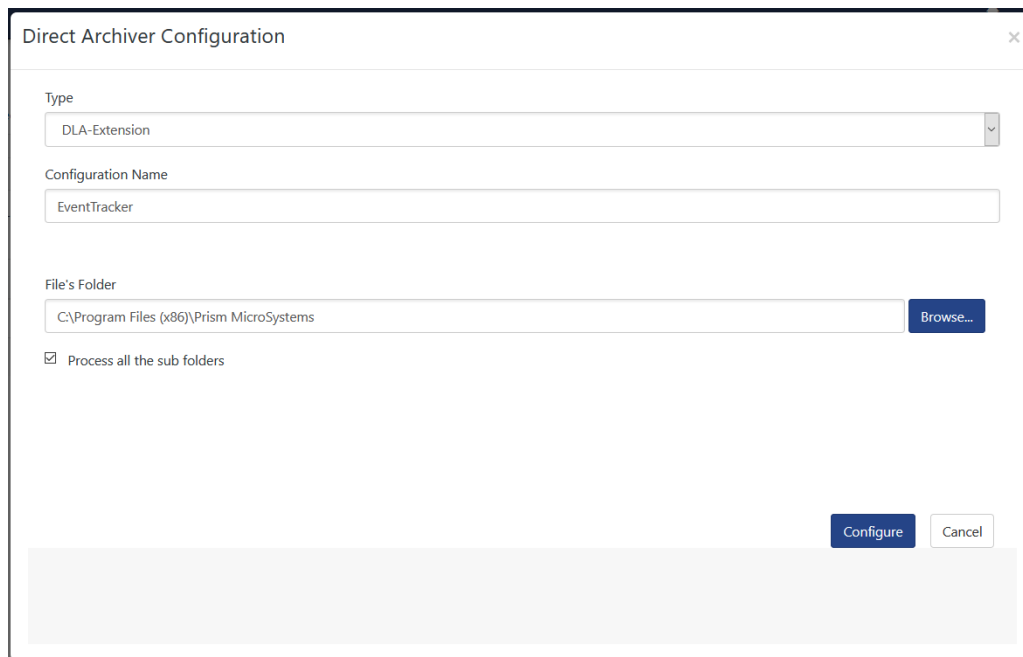 Direct Archiver Configuration
Type
DLA-Extension
Configuration Name
EventTracker
File's Folder
C:\Program Files (x86)\Prism MicroSystems
Browse...
Process all the sub folders
Configure
Cancel